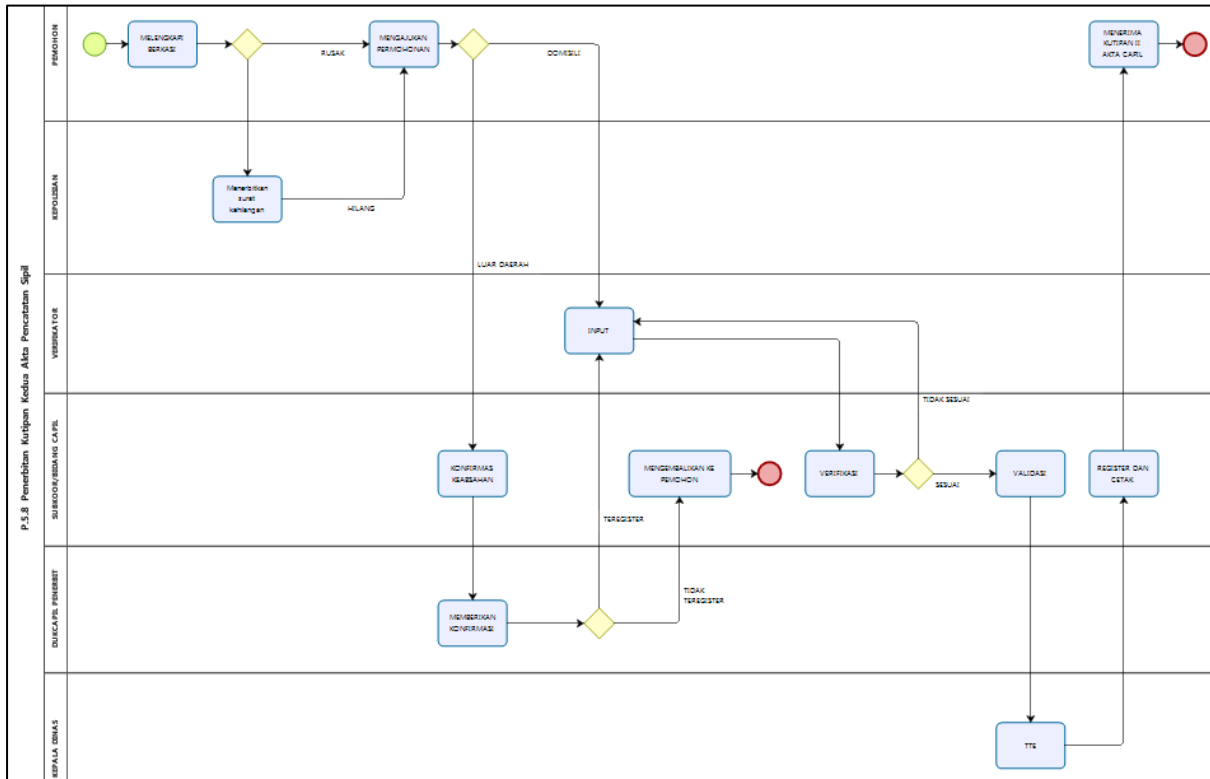 P.5.8 Penerbitan Kutipan Kedua Akta Pencatatan Sipil
PEMOHON
MELENGKAPI
BERKASI
RUSAK
MENGAJUKAN
PERMOHONAN
DOMISILI
MENERIMA
KUTIPAN II
AKTA CAPIL
KEPOLISIAN
Menerbitkan
surat
kehilangan
HILANG
LUAR DAERAH
VERIFIKATOR
INPUT
TIDAK SESUAI
SUBKOOR/BIDANG CAPIL
KONFIRMAS
KEABSAHAN
MENGEMBALIKAN KE
PEMOHON
VERIFIKASI
SESUAI
VALIDASI
REGISTER DAN
CETAK
TEREGISTER
DUKCAPIL PENERBIT
MEMBERIKAN
KONFIRMASI
TIDAK
TEREGISTER
KEPALA DINAS
TTE